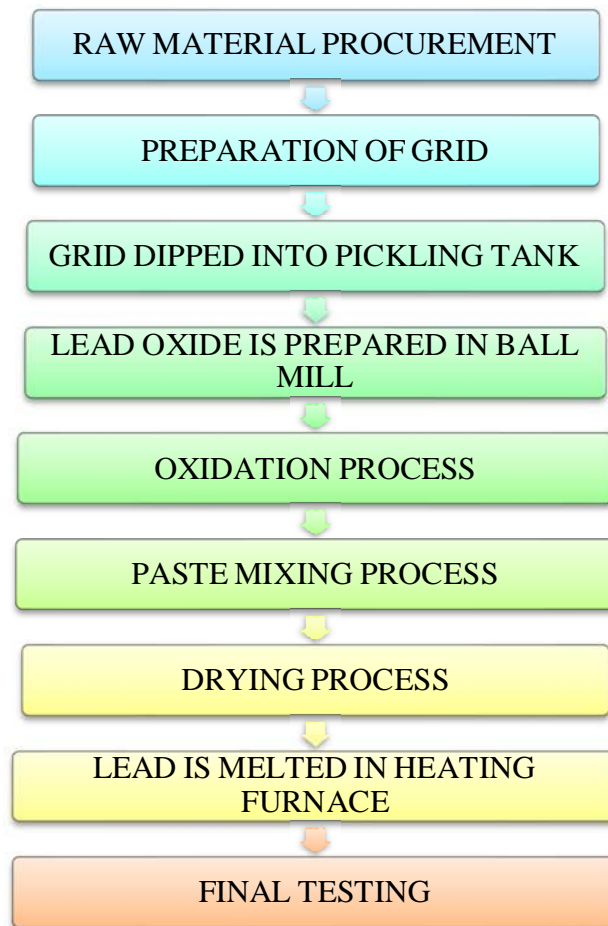 RAW MATERIAL PROCUREMENT
PREPARATION OF GRID
GRID DIPPED INTO PICKLING TANK
LEAD OXIDE IS PREPARED IN BALL
MILL
OXIDATION PROCESS
PASTE MIXING PROCESS
DRYING PROCESS
LEAD IS MELTED IN HEATING
FURNACE
FINAL TESTING